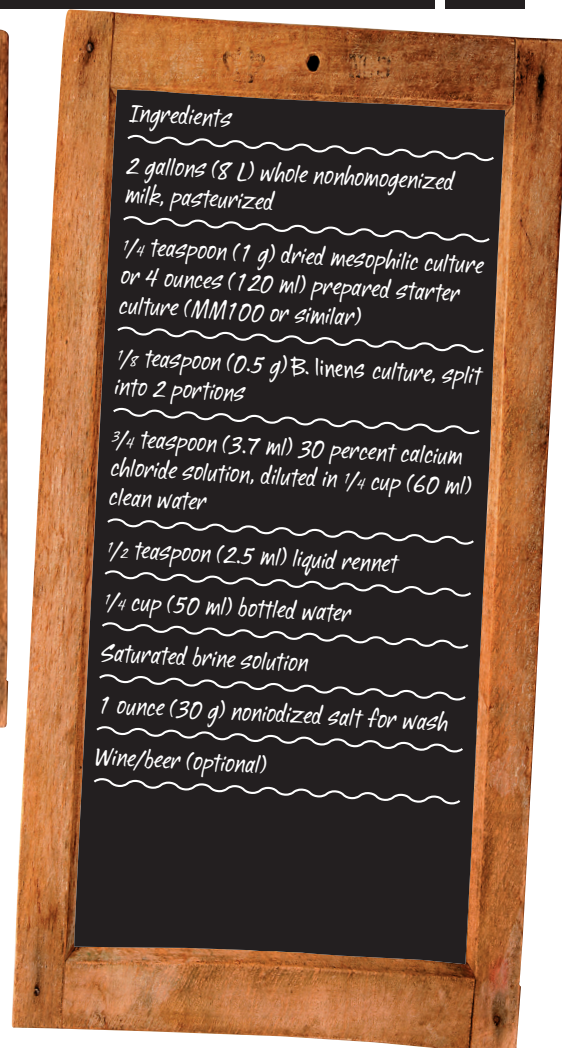 Ingredients
2 gallons (8 L) whole nonhomogenized
milk, pasteurized
1/4 teaspoon (1 g) dried mesophilic culture
or 4 ounces (120 ml) prepared starter
culture (MM100 or similar)
1/8 teaspoon (0.5 g) B. linens culture, split
into 2 portions
3/4 teaspoon (3.7 ml) 30 percent calcium
chloride solution, diluted in 1/4 cup (60 ml)
clean water
1/2 teaspoon (2.5 ml) liquid rennet
1/4 cup (50 ml) bottled water
Saturated brine solution
1 ounce (30 g) noniodized salt for wash
Wine/beer (optional)